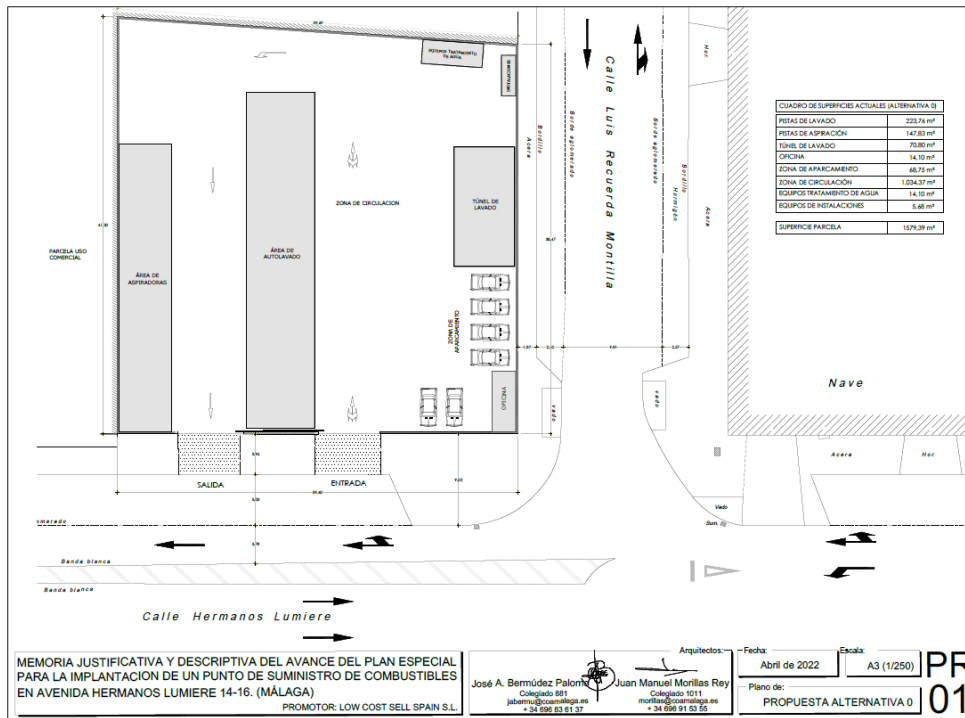 EQUIPOS TRATAMIENTO
DE AGUA
INSTALACIONES
ZONA DE CIRCULACION
TÚNEL DE
LAVADO
ÁREA DE
AUTOLAVADO
PARCELA USO
COMERCIAL
ÁREA DE
ASPIRADORAS
ZONA DE
APARCAMIENTO
OFICINA
SALIDA
ENTRADA
Acera
Bordillo
Borde aglomerado
Calle Luis Recuerda Montilla
Borde aglomerado
Bordillo
Hormigón
Acera
Hor.
vado
vado
Nave
Acera
Hor.
Vado
Sum.
Banda blanca
Banda blanca
Calle Hermanos Lumiere
CUADRO DE SUPERFICIES ACTUALES (ALTERNATIVA 0)
PISTAS DE LAVADO 223,76 m²
PISTAS DE ASPIRACIÓN 147,83 m²
TÚNEL DE LAVADO 70,80 m²
OFICINA 14,10 m²
ZONA DE APARCAMIENTO 68,75 m²
ZONA DE CIRCULACIÓN 1.034,37 m²
EQUIPOS TRATAMIENTO DE AGUA 14,10 m²
EQUIPOS DE INSTALACIONES 5,68 m²
SUPERFICIE PARCELA 1579,39 m²
MEMORIA JUSTIFICATIVA Y DESCRIPTIVA DEL AVANCE DEL PLAN ESPECIAL
PARA LA IMPLANTACION DE UN PUNTO DE SUMINISTRO DE COMBUSTIBLES
EN AVENIDA HERMANOS LUMIERE 14-16. (MÁLAGA)
PROMOTOR: LOW COST SELL SPAIN S.L.
Arquitectos:
José A. Bermúdez Palomo
Colegiado 881
jabermu@coamalaga.es
+ 34 696 83 61 37
Juan Manuel Morillas Rey
Colegiado 1011
morillas@coamalaga.es
+ 34 696 91 53 55
Fecha:
Abril de 2022
Escala:
A3 (1/250)
Plano de:
PROPUESTA ALTERNATIVA 0
PR
01